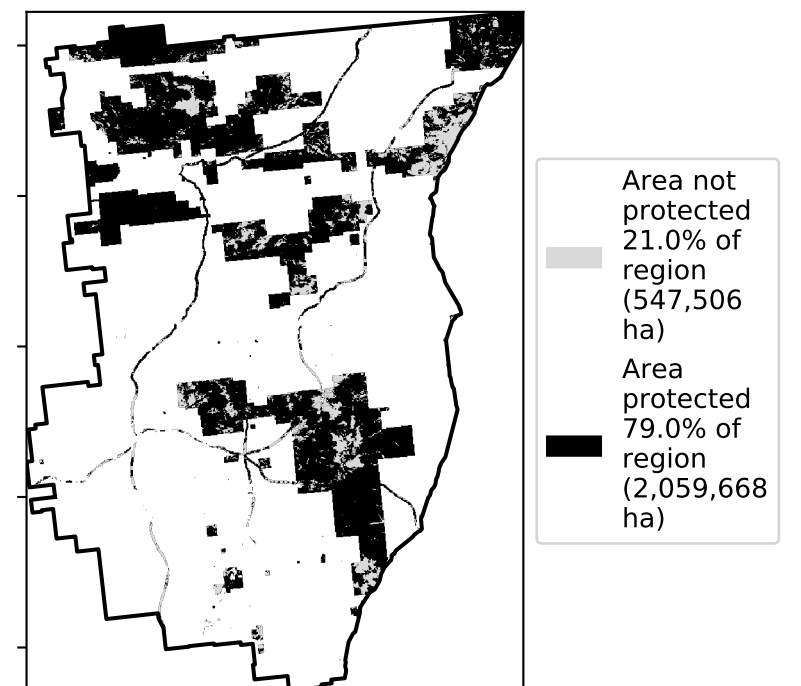 Area not
protected
21.0% of
region
(547,506
ha)
Area
protected
79.0% of
region
(2,059,668
ha)